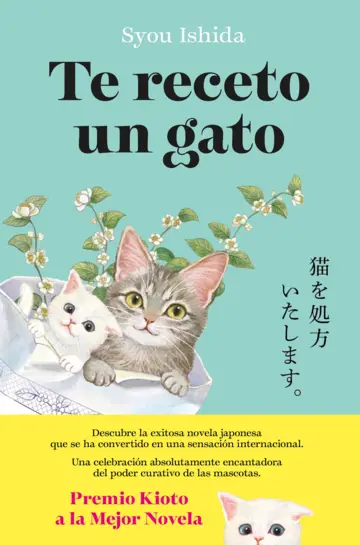 Syou Ishida
Te receto
un gato
猫を処方
いたします。
Descubre la exitosa novela japonesa
que se ha convertido en una sensación internacional.
Una celebración absolutamente encantadora
del poder curativo de las mascotas.
Premio Kioto
a la Mejor Novela